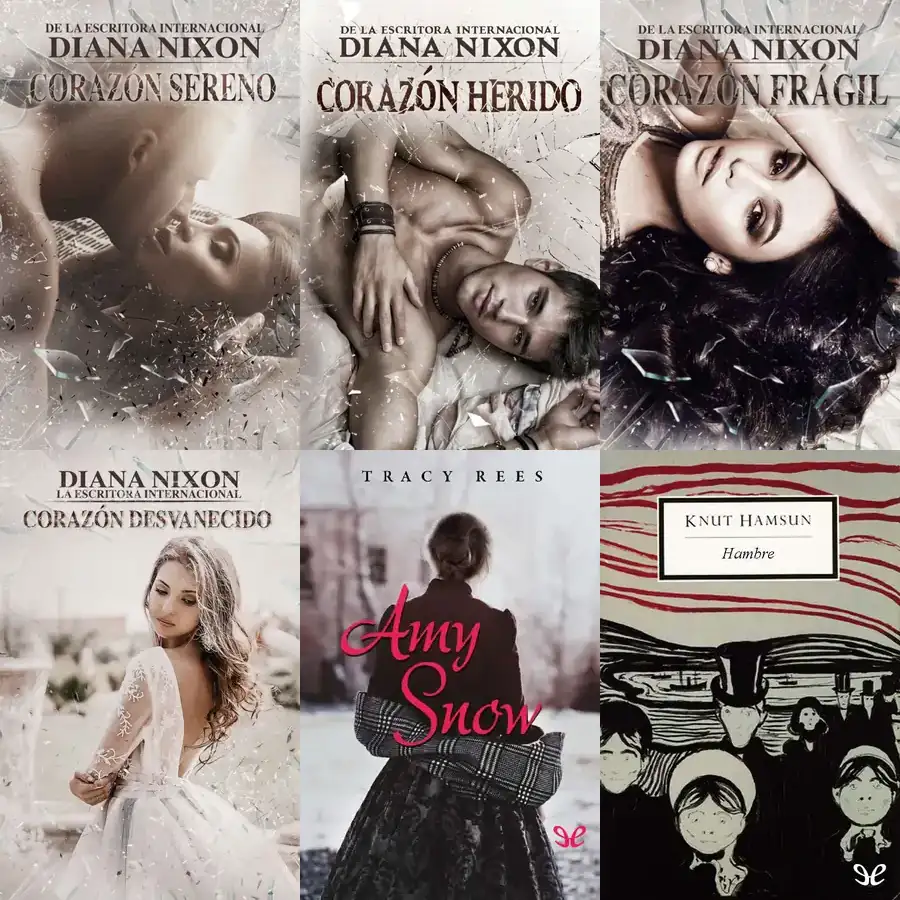 DE LA ESCRITORA INTERNACIONAL
DIANA NIXON
CORAZÓN SERENO
DE LA ESCRITORA INTERNACIONAL
DIANA NIXON
CORAZÓN HERIDO
DE LA ESCRITORA INTERNACIONAL
DIANA NIXON
CORAZÓN FRÁGIL
DIANA NIXON
LA ESCRITORA INTERNACIONAL
CORAZÓN DESVANECIDO
TRACY REES
Amy
Snow
KNUT HAMSUN
Hambre